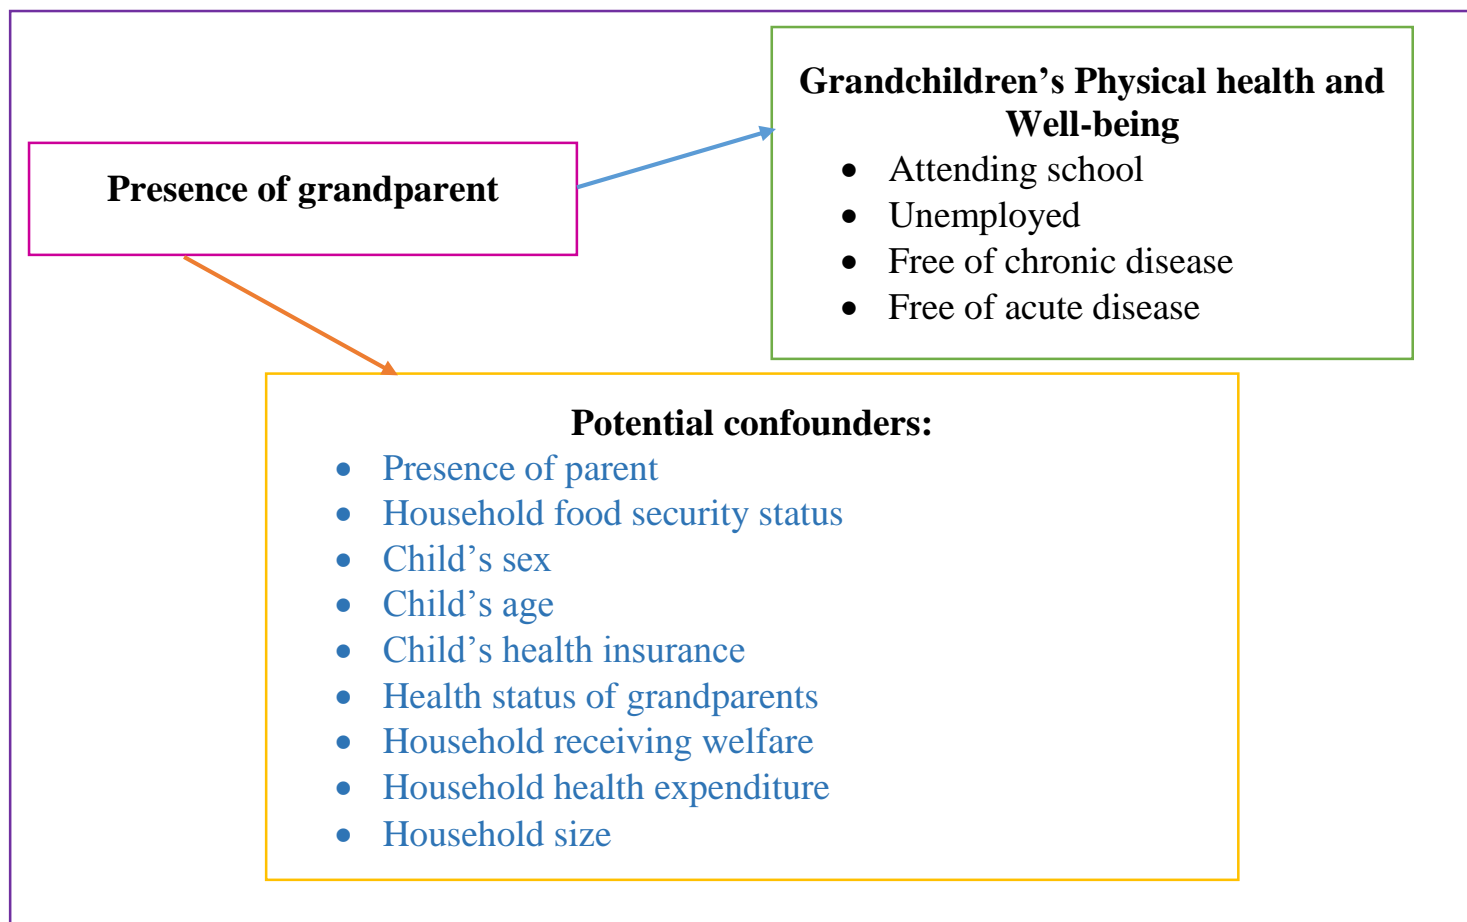 Grandchildren’s Physical health and
Well-being
• Attending school
• Unemployed
• Free of chronic disease
• Free of acute disease
Presence of grandparent
Potential confounders:
• Presence of parent
• Household food security status
• Child’s sex
• Child’s age
• Child’s health insurance
• Health status of grandparents
• Household receiving welfare
• Household health expenditure
• Household size